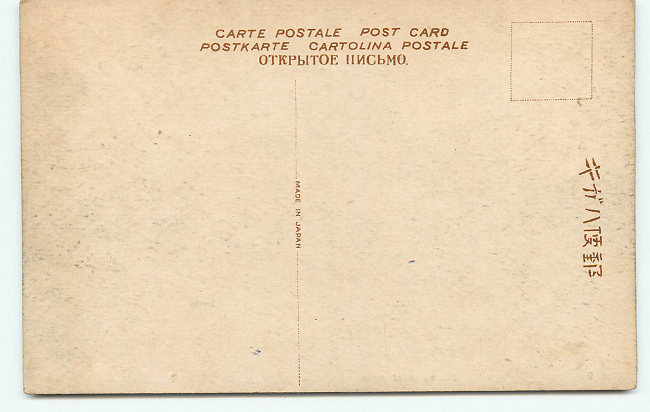 CARTE POSTALE POST CARD
POSTKARTE CARTOLINA POSTALE
ОТКРЫТОЕ ПИСЬМО.
MADE IN JAPAN
キガハ便郵